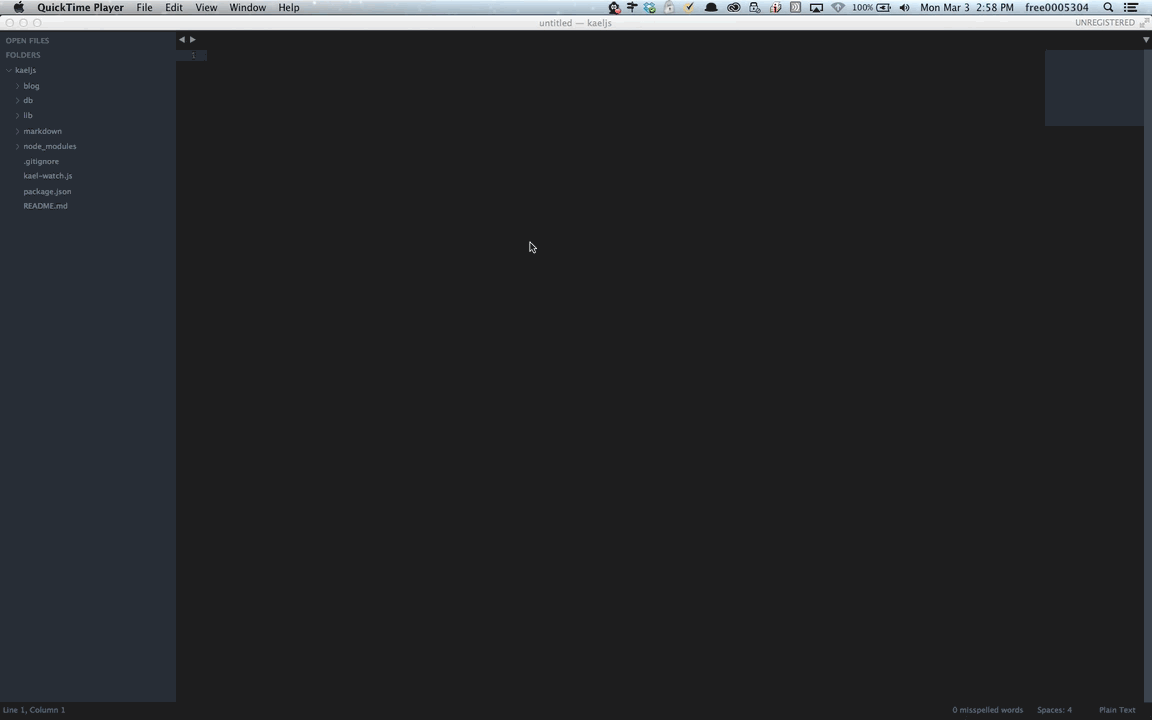 QuickTime Player File Edit View Window Help 100% Mon Mar 3 2:58 PM free0005304
untitled — kaeljs UNREGISTERED
OPEN FILES
FOLDERS
1
kaeljs
blog
db
lib
markdown
node_modules
.gitignore
kael-watch.js
package.json
README.md
Line 1, Column 1 0 misspelled words Spaces: 4 Plain Text